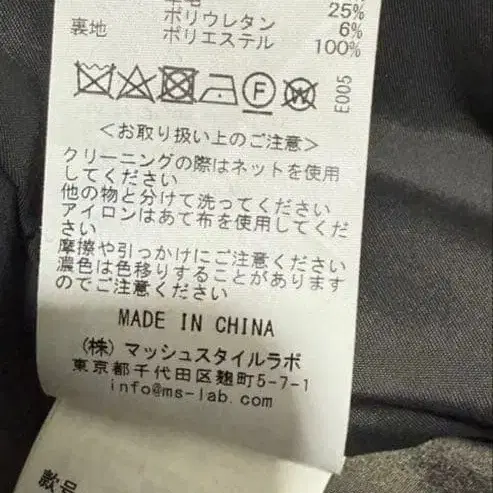 25%
ポリウレタン 6%
裏地 ポリエステル 100%
F W
E005
<お取り扱い上のご注意>
クリーニングの際はネットを使用
してください
他の物と分けて洗ってください
アイロンはあて布を使用してくだ
さい
摩擦や引っかけにご注意ください
濃色は色移りすることがあります
のでご注意ください
MADE IN CHINA
(株) マッシュスタイルラボ
東京都千代田区麹町5-7-1
info@ms-lab.com
款号